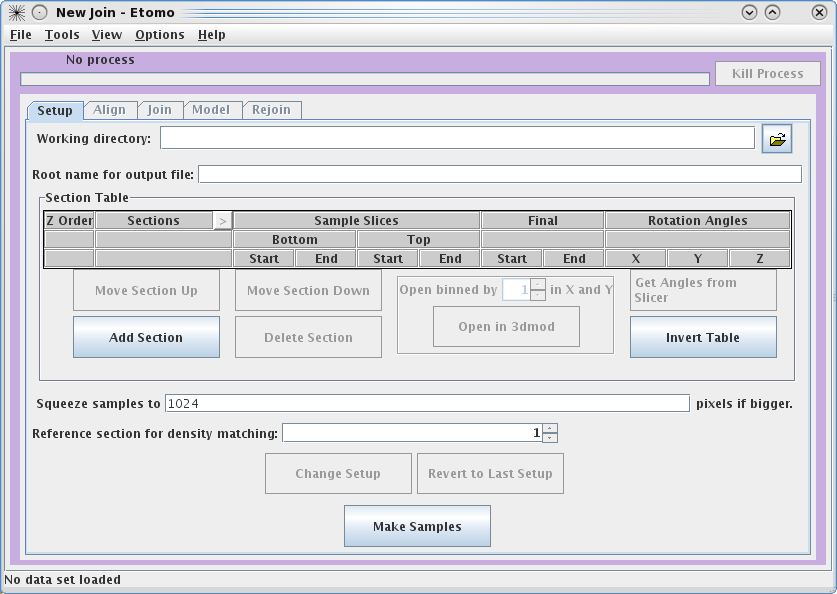 New Join - Etomo
File Tools View Options Help
No process
Kill Process
Setup Align Join Model Rejoin
Working directory:
Root name for output file:
Section Table
Z Order Sections > Sample Slices Final Rotation Angles
Bottom Top
Start End Start End Start End X Y Z
Move Section Up Move Section Down Open binned by 1 in X and Y Get Angles from
Slicer
Open in 3dmod
Add Section Delete Section Invert Table
Squeeze samples to 1024 pixels if bigger.
Reference section for density matching: 1
Change Setup Revert to Last Setup
Make Samples
No data set loaded